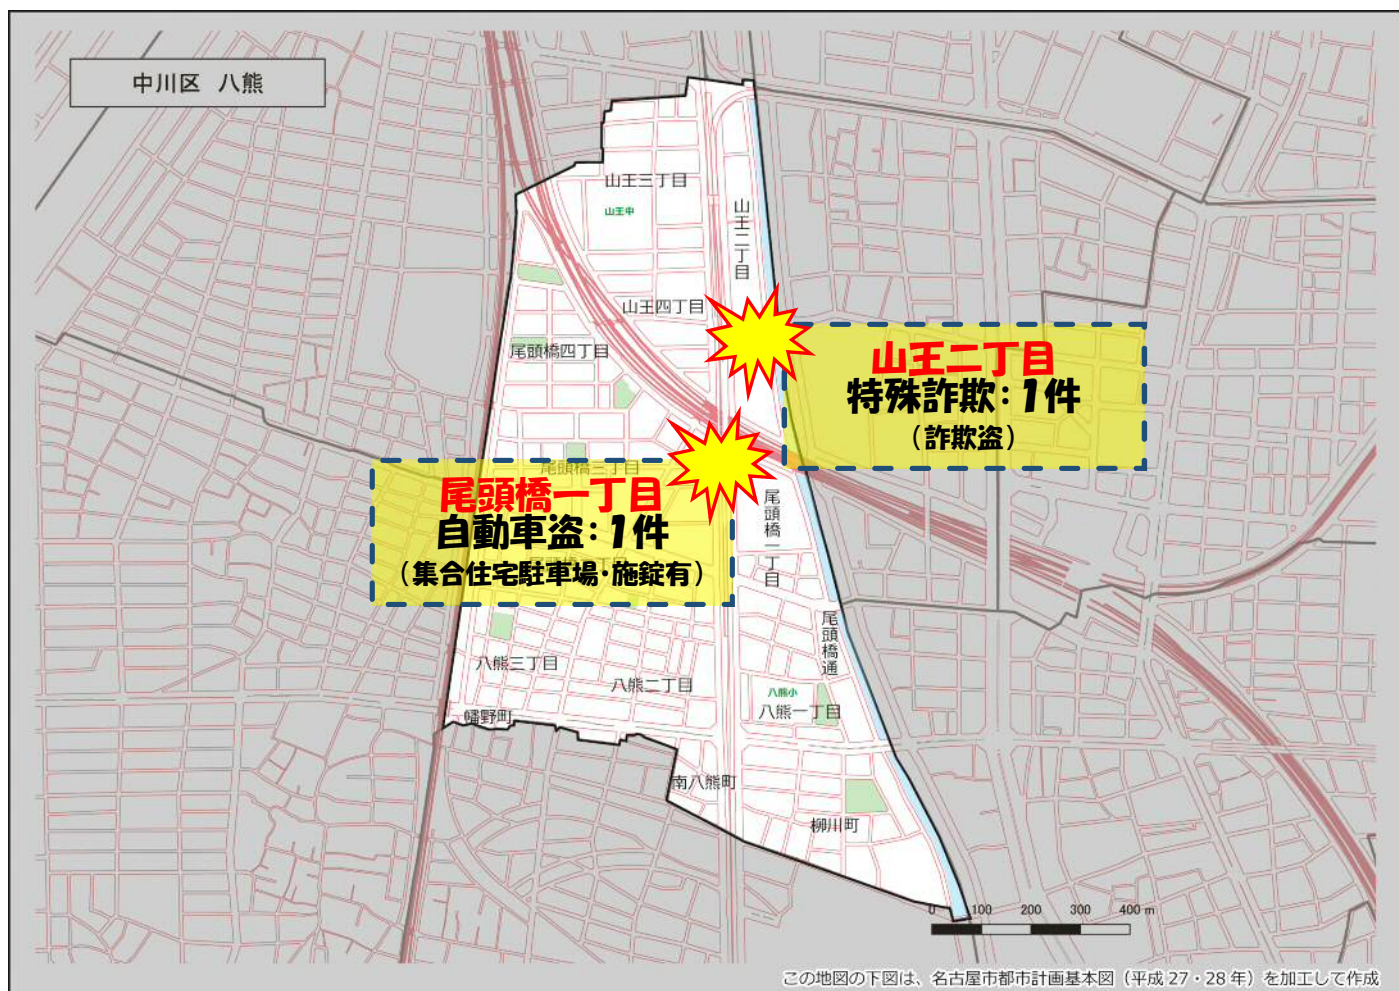 中川区 八熊
山王三丁目
山王中
山王二丁目
山王四丁目
尾頭橋四丁目
山王二丁目
特殊詐欺：1件
（詐欺盗）
尾頭橋三丁目
尾頭橋一丁目
自動車盗：1件
（集合住宅駐車場・施錠有）
尾頭橋一丁目
尾頭橋通
八熊三丁目
八熊二丁目
八熊小
八熊一丁目
幡野町
南八熊町
柳川町
0 100 200 300 400 m
この地図の下図は、名古屋市都市計画基本図（平成 27・28 年）を加工して作成